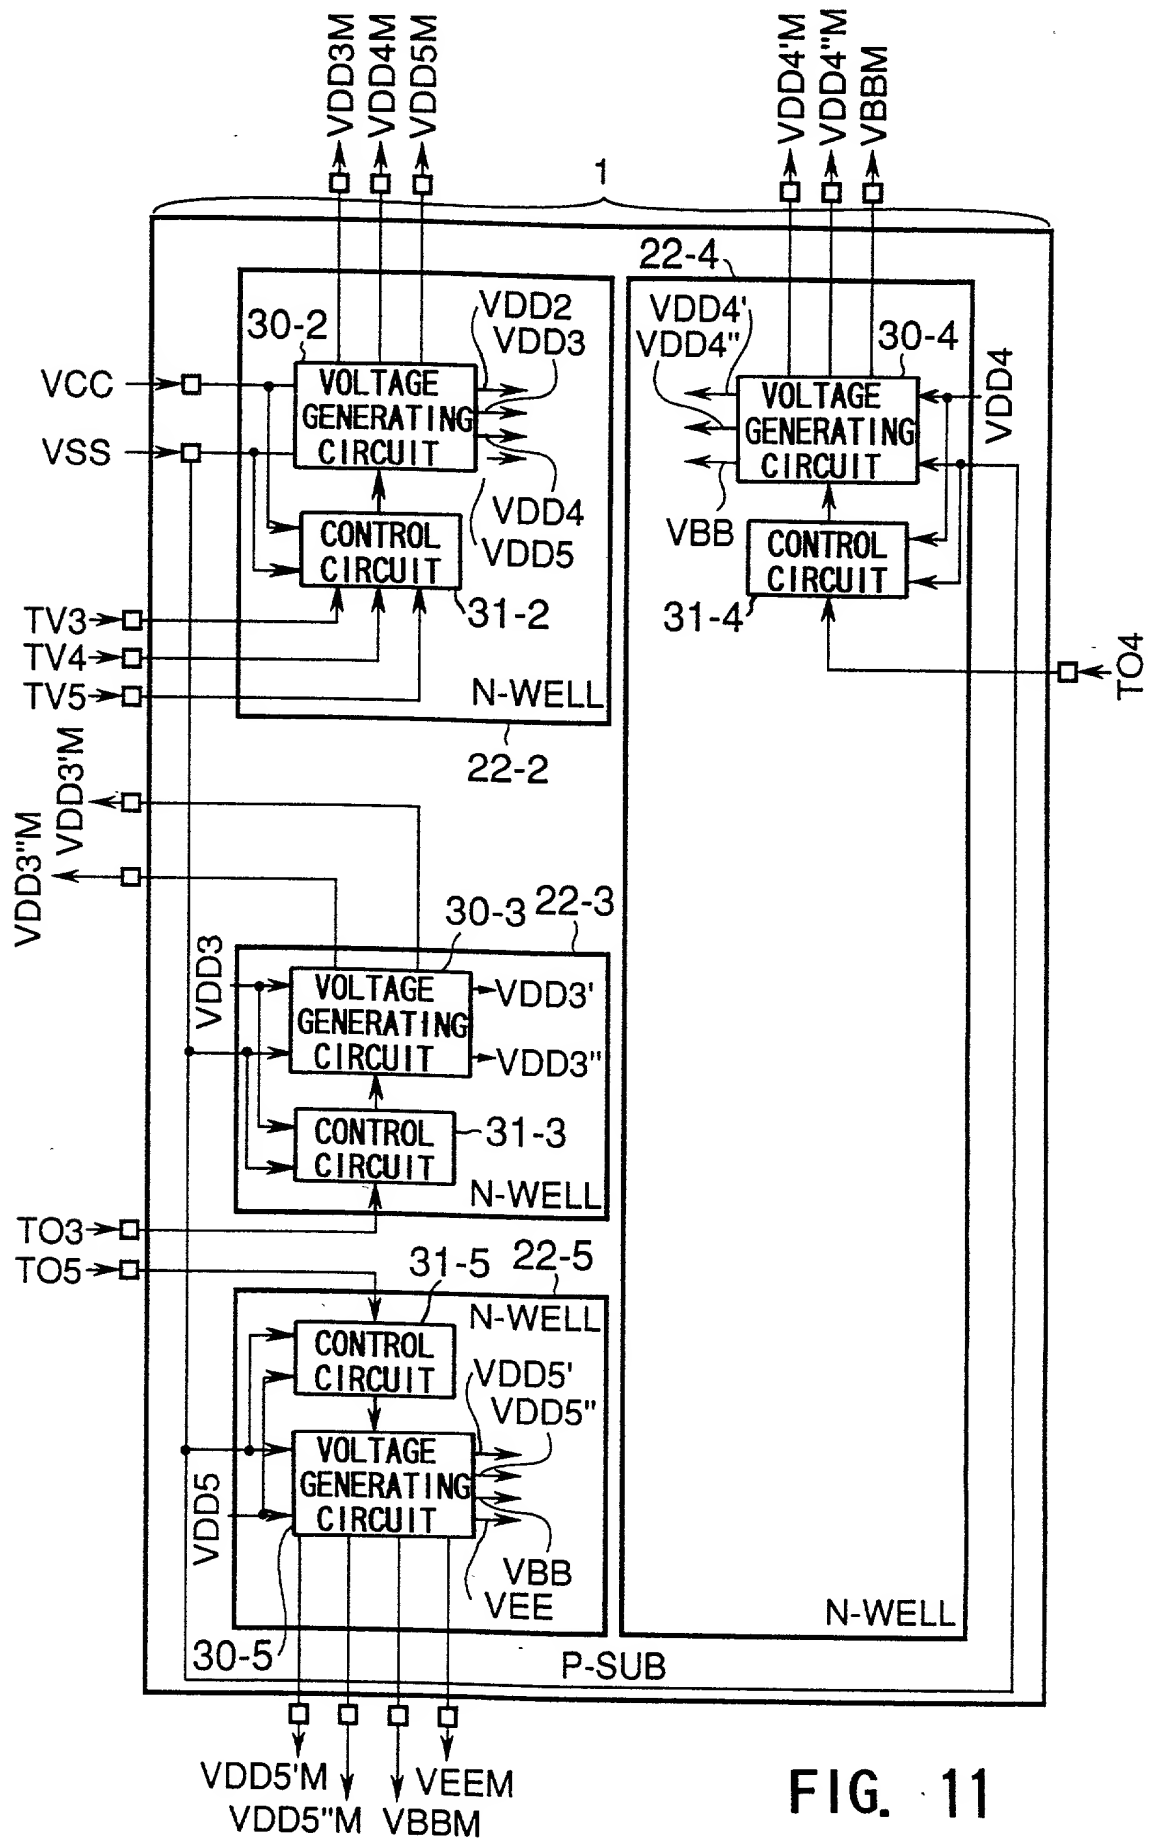 VDD3M
VDD4M
VDD5M
VDD4'M
VDD4"M
VBBM
1
22-4
30-2
VDD2
VDD3
VDD4'
VDD4"
30-4
VCC
VSS
VOLTAGE
GENERATING
CIRCUIT
VOLTAGE
GENERATING
CIRCUIT
VDD4
VDD4
VDD5
VBB
CONTROL
CIRCUIT
31-2
CONTROL
CIRCUIT
31-4
TV3
TV4
TV5
TO4
N-WELL
22-2
VDD3'M
VDD3"M
30-3
22-3
VDD3
VOLTAGE
GENERATING
CIRCUIT
VDD3'
VDD3"
CONTROL
CIRCUIT
31-3
N-WELL
TO3
TO5
31-5
22-5
N-WELL
CONTROL
CIRCUIT
VDD5'
VDD5"
VOLTAGE
GENERATING
CIRCUIT
VDD5
VBB
VEE
30-5
N-WELL
P-SUB
VDD5'M
VEEM
VDD5"M
VBBM
FIG. 11